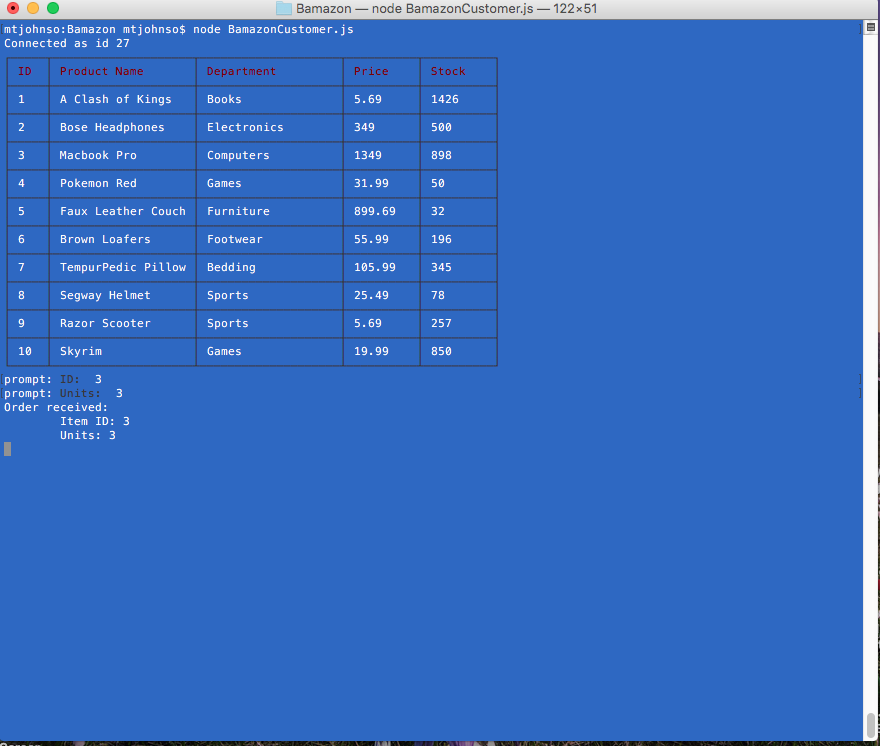 Bamazon — node BamazonCustomer.js — 122×51
mtjohnso:Bamazon mtjohnso$ node BamazonCustomer.js
Connected as id 27
ID Product Name Department Price Stock
1 A Clash of Kings Books 5.69 1426
2 Bose Headphones Electronics 349 500
3 Macbook Pro Computers 1349 898
4 Pokemon Red Games 31.99 50
5 Faux Leather Couch Furniture 899.69 32
6 Brown Loafers Footwear 55.99 196
7 TempurPedic Pillow Bedding 105.99 345
8 Segway Helmet Sports 25.49 78
9 Razor Scooter Sports 5.69 257
10 Skyrim Games 19.99 850
prompt: ID:  3
prompt: Units:  3
Order received:
Item ID: 3
Units: 3